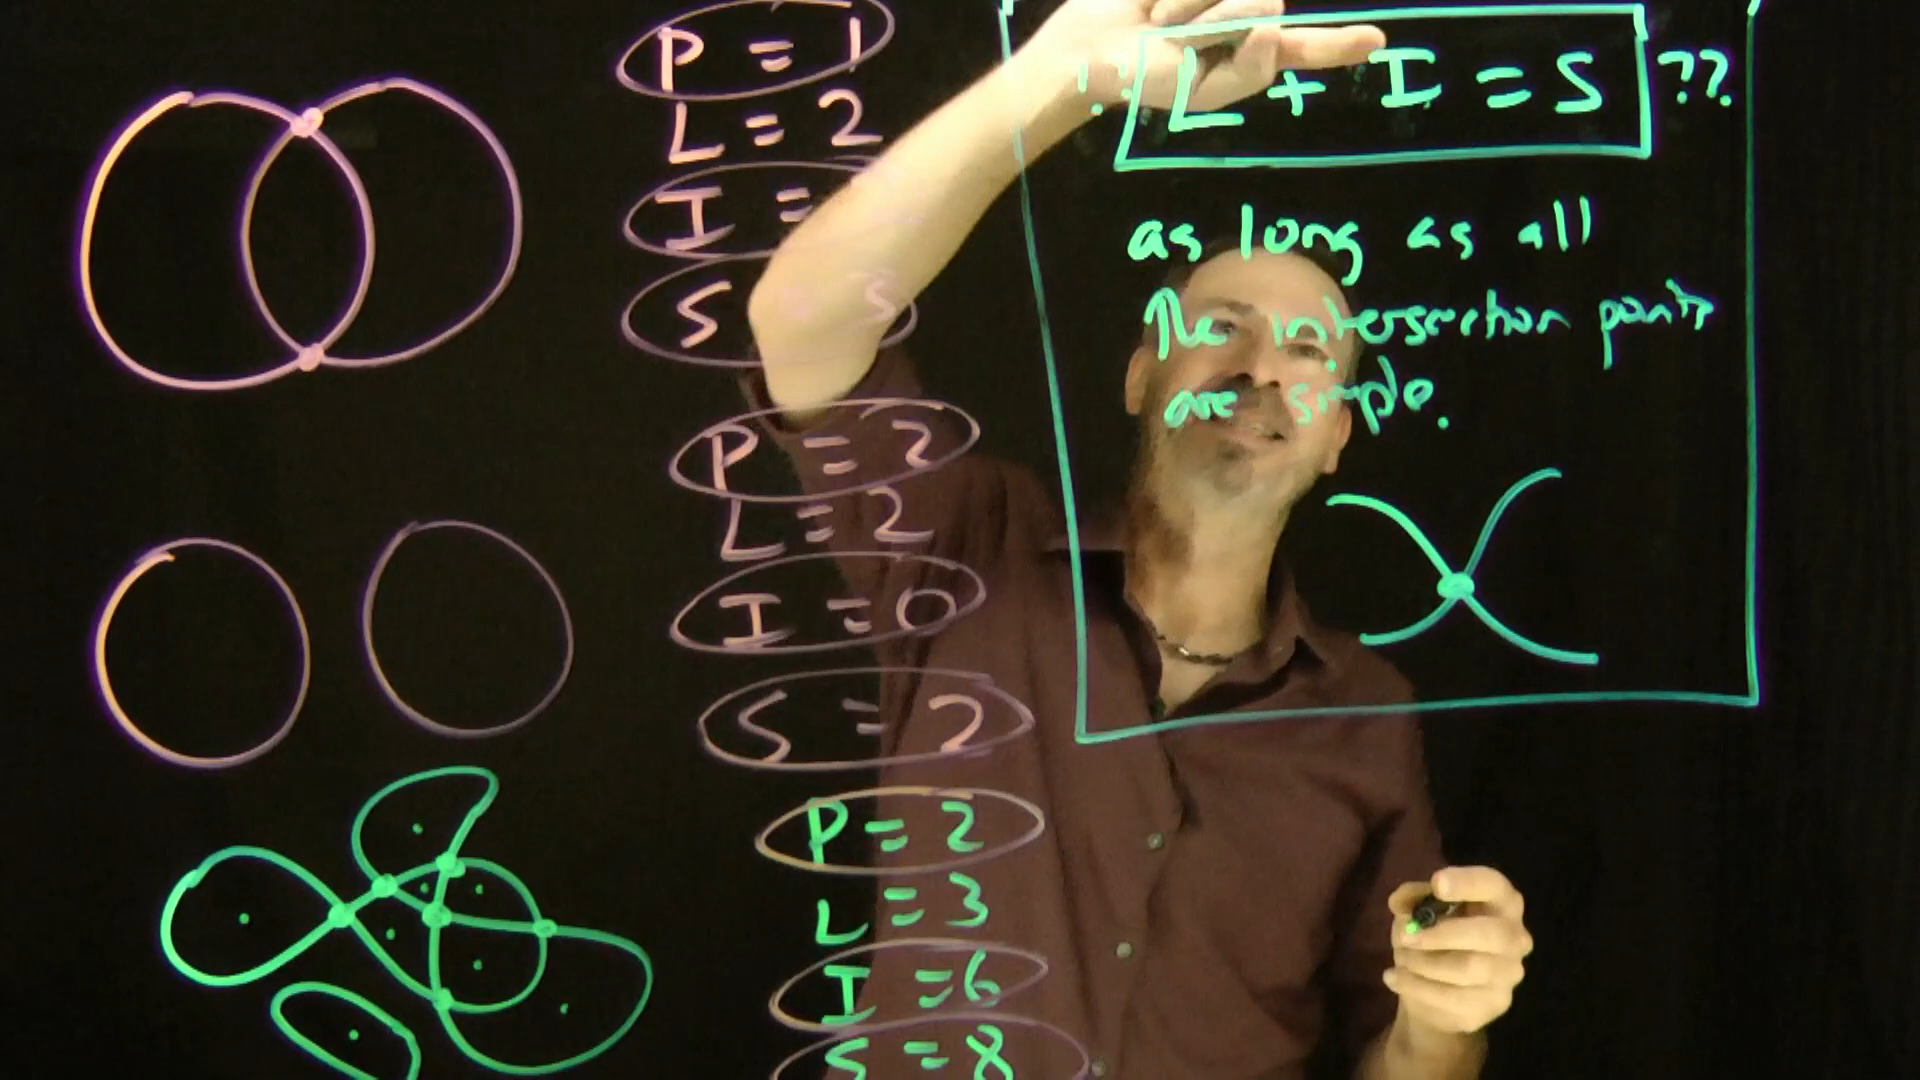 P = 1
L = 2
I =
S = 3
P = 2
L = 2
I = 0
S = 2
P = 2
L = 3
I = 6
S = 8
?? L + I = S ??
as long as all
The intersection points
are simple.